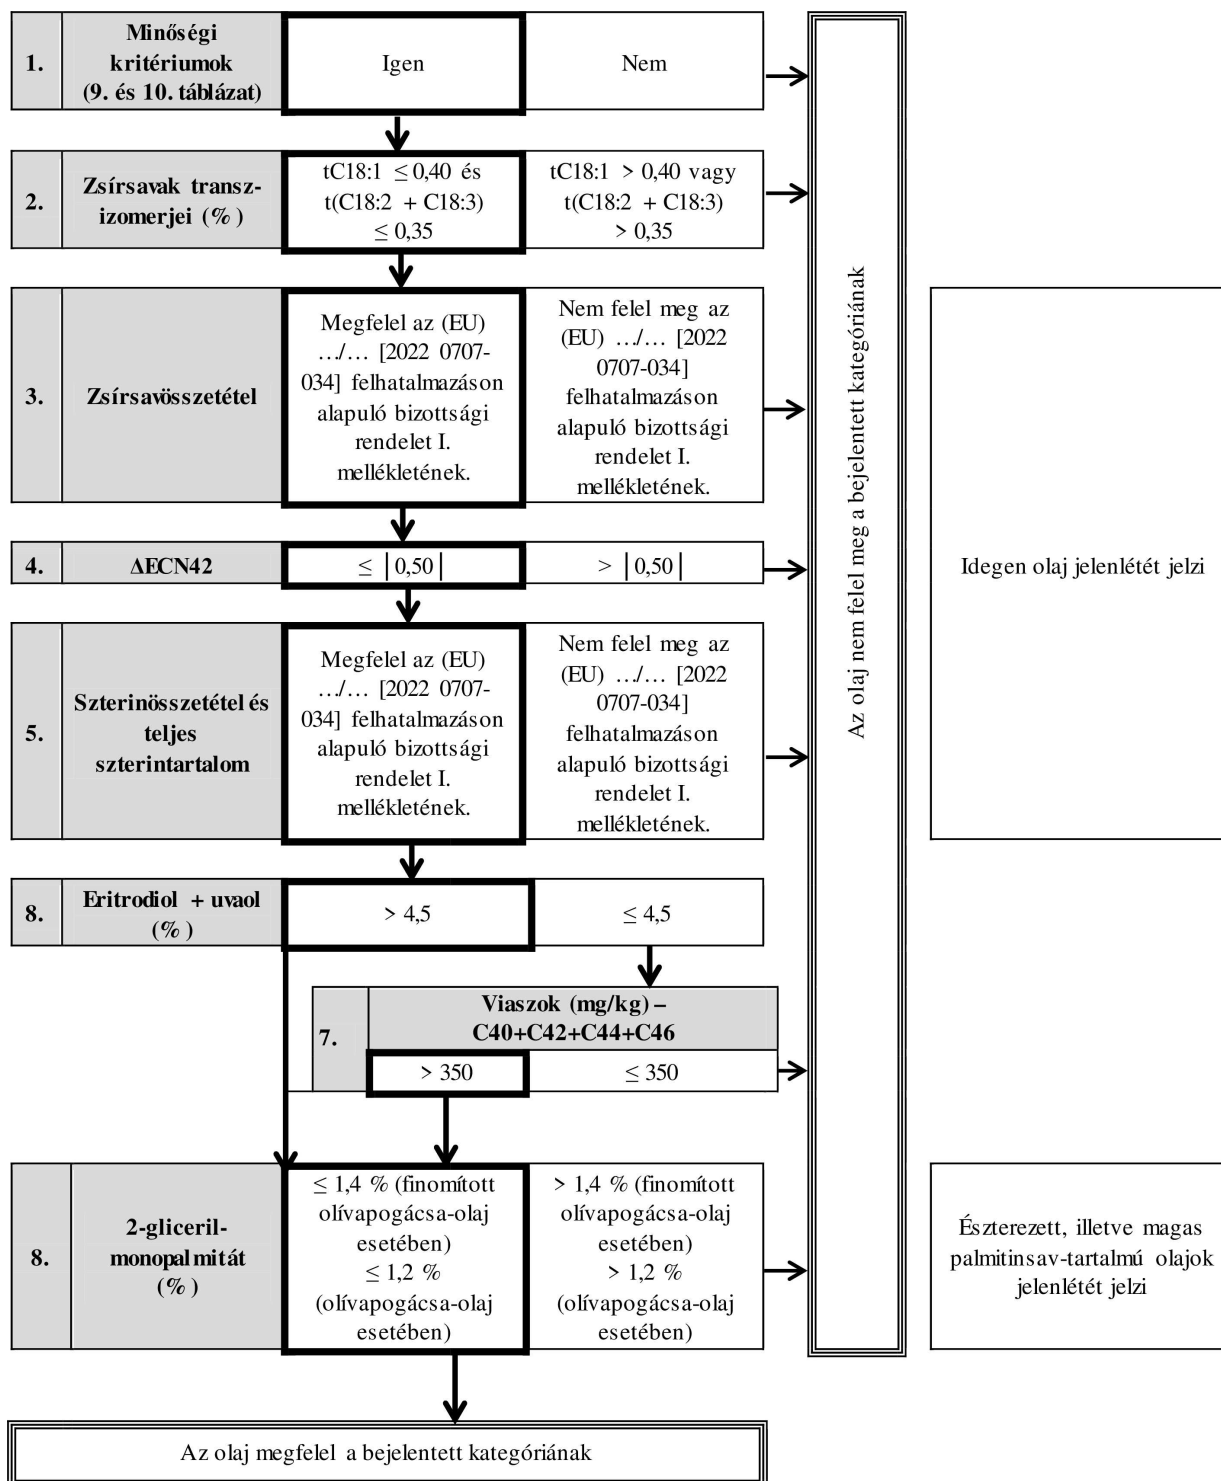 1.
Minőségi
kritériumok
(9. és 10. táblázat)
Igen
Nem
2.
Zsírsavak transz-
izomerjei (%)
tC18:1 ≤ 0,40 és
t(C18:2 + C18:3)
≤ 0,35
tC18:1 > 0,40 vagy
t(C18:2 + C18:3)
> 0,35
3.
Zsírsavösszetétel
Megfelel az (EU)
…/… [2022 0707-
034] felhatalmazáson
alapuló bizottsági
rendelet I.
mellékletének.
Nem felel meg az
(EU) …/… [2022
0707-034]
felhatalmazáson
alapuló bizottsági
rendelet I.
mellékletének.
4.
ΔECN42
≤ |0,50|
> |0,50|
5.
Szterinösszetétel és
teljes
szterintartalom
Megfelel az (EU)
…/… [2022 0707-
034] felhatalmazáson
alapuló bizottsági
rendelet I.
mellékletének.
Nem felel meg az
(EU) …/… [2022
0707-034]
felhatalmazáson
alapuló bizottsági
rendelet I.
mellékletének.
8.
Eritrodiol + uvaol
(%)
> 4,5
≤ 4,5
7.
Viaszok (mg/kg) –
C40+C42+C44+C46
> 350
≤ 350
8.
2-gliceril-
monopalmitát
(%)
≤ 1,4 % (finomított
olívapogácsa-olaj
esetében)
≤ 1,2 %
(olívapogácsa-olaj
esetében)
> 1,4 % (finomított
olívapogácsa-olaj
esetében)
> 1,2 %
(olívapogácsa-olaj
esetében)
Az olaj megfelel a bejelentett kategóriának
Az olaj nem felel meg a bejelentett kategóriának
Idegen olaj jelenlétét jelzi
Észterezett, illetve magas
palmitinsav-tartalmú olajok
jelenlétét jelzi